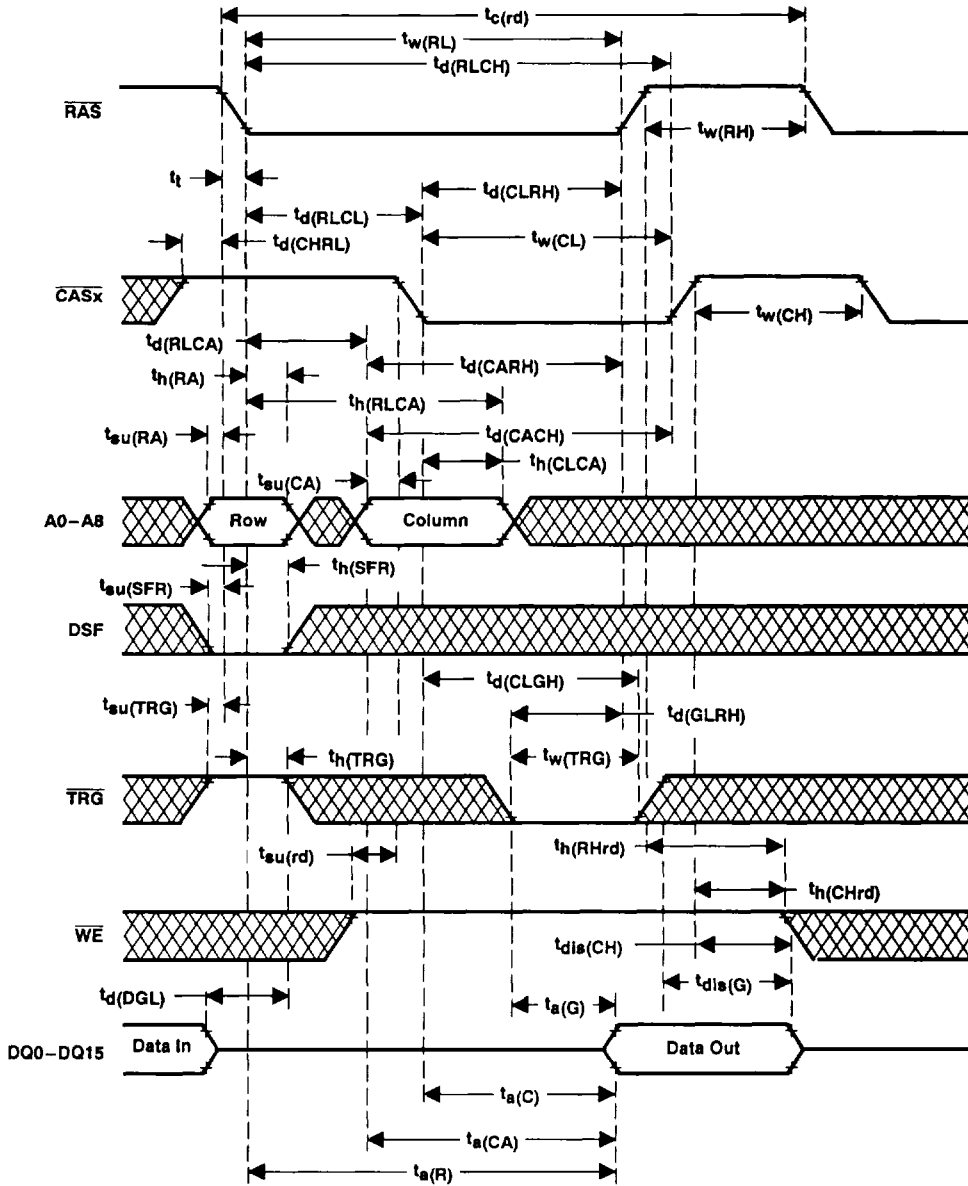 tc(rd)
tw(RL)
td(RLCH)
RAS
tw(RH)
tt
td(CLRH)
td(RLCL)
td(CHRL)
tw(CL)
CASx
tw(CH)
td(RLCA)
td(CARH)
th(RA)
th(RLCA)
tsu(RA)
td(CACH)
th(CLCA)
tsu(CA)
A0–A8 Row Column
th(SFR)
tsu(SFR)
DSF
td(CLGH)
tsu(TRG)
td(GLRH)
th(TRG)
tw(TRG)
TRG
tsu(rd)
th(RHrd)
th(CHrd)
WE
tdis(CH)
td(DGL)
tdis(G)
ta(G)
DQ0–DQ15 Data In Data Out
ta(C)
ta(CA)
ta(R)